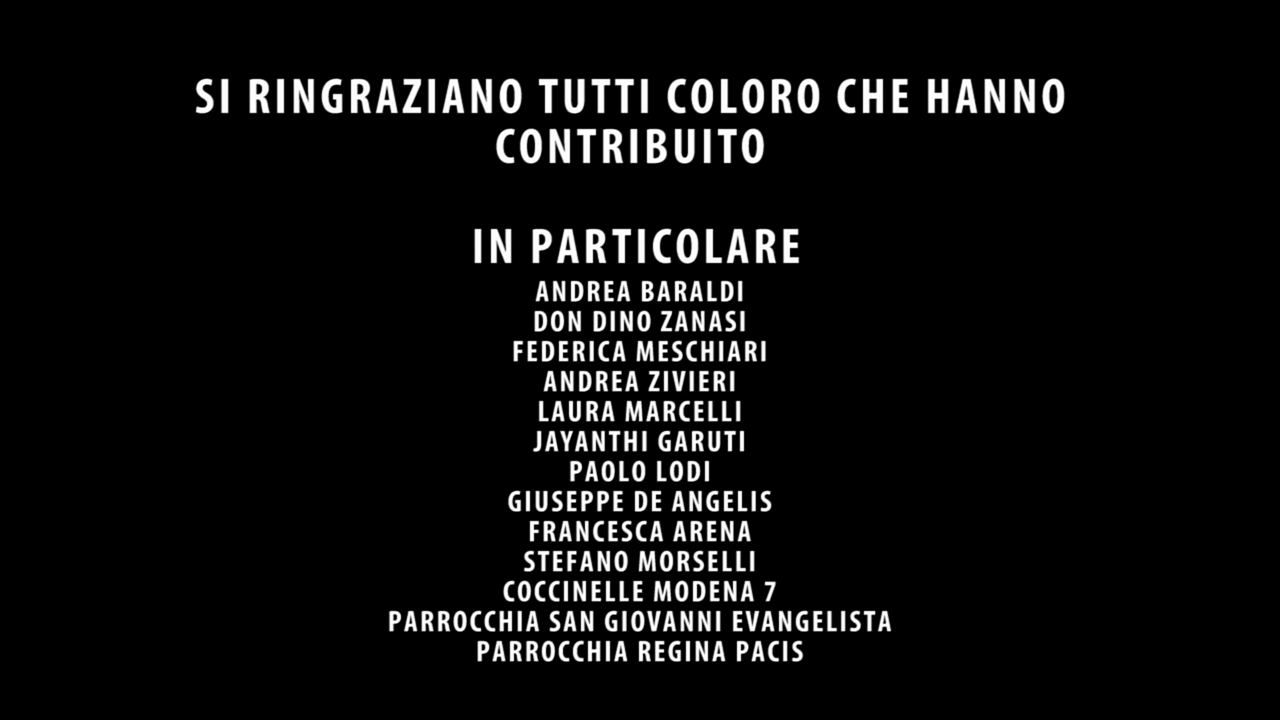 SI RINGRAZIANO TUTTI COLORO CHE HANNO
CONTRIBUITO
IN PARTICOLARE
ANDREA BARALDI
DON DINO ZANASI
FEDERICA MESCHIARI
ANDREA ZIVIERI
LAURA MARCELLI
JAYANTHI GARUTI
PAOLO LODI
GIUSEPPE DE ANGELIS
FRANCESCA ARENA
STEFANO MORSELLI
COCCINELLE MODENA 7
PARROCCHIA SAN GIOVANNI EVANGELISTA
PARROCCHIA REGINA PACIS